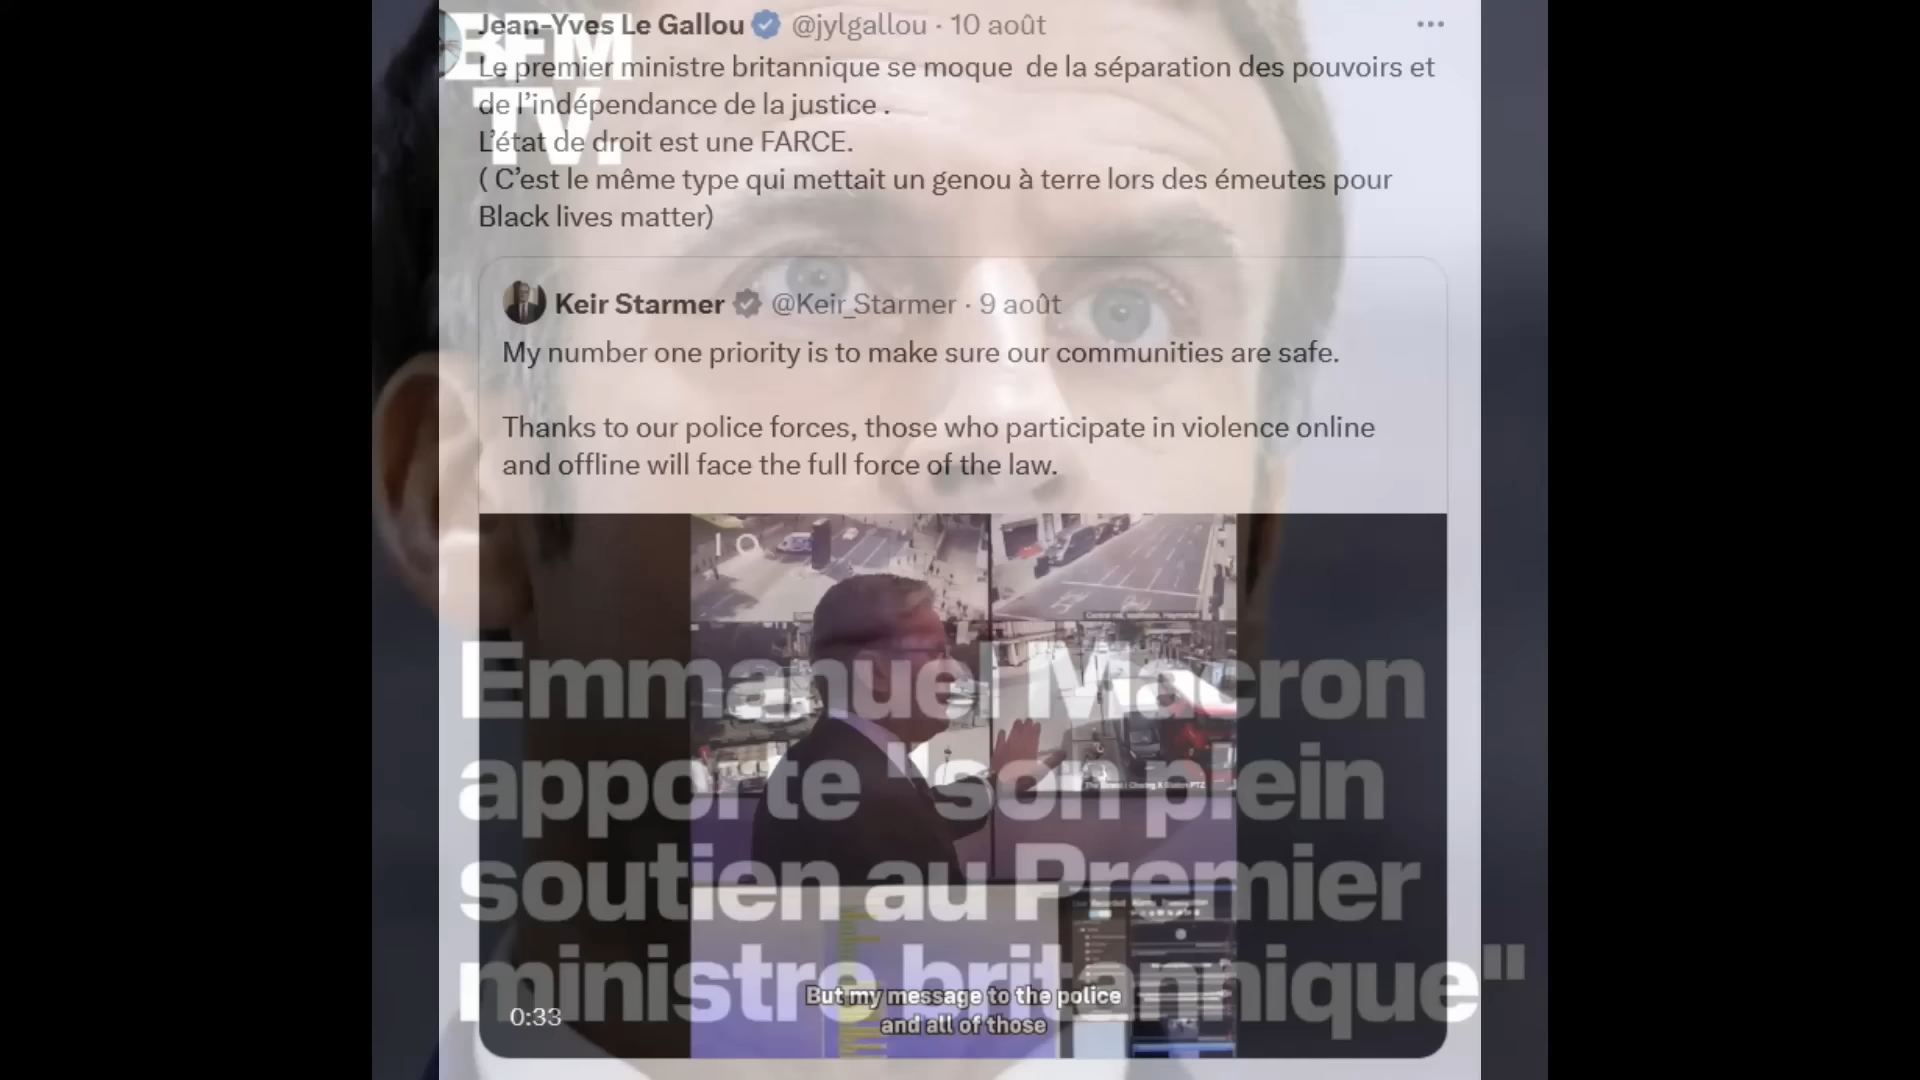 Jean-Yves Le Gallou @jylgallou · 10 août
BFM
TV.
Le premier ministre britannique se moque de la séparation des pouvoirs et
de l'indépendance de la justice .
L'état de droit est une FARCE.
( C'est le même type qui mettait un genou à terre lors des émeutes pour
Black lives matter)
Keir Starmer @Keir_Starmer · 9 août
My number one priority is to make sure our communities are safe.
Thanks to our police forces, those who participate in violence online
and offline will face the full force of the law.
Emmanuel Macron
apporte "son plein
soutien au Premier
ministre britannique"
But my message to the police
and all of those
0:33